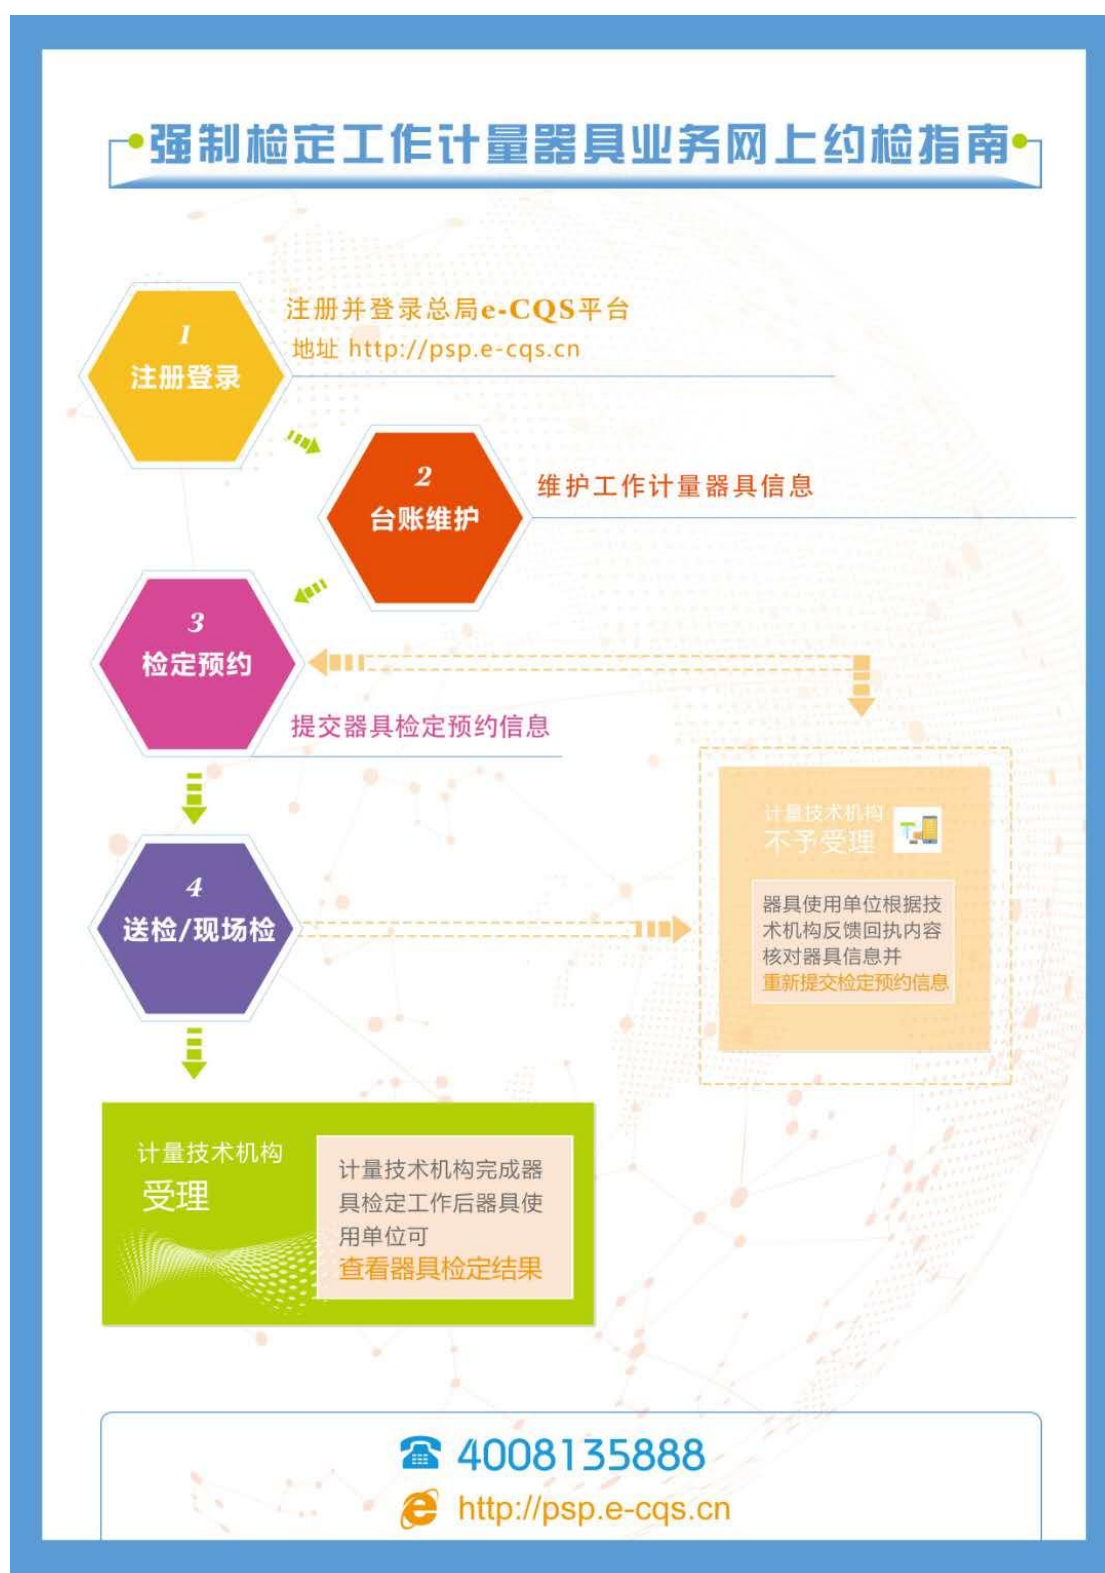 强制检定工作计量器具业务网上约检指南
1
注册登录
注册并登录总局e-CQS平台
地址 http://psp.e-cqs.cn
2
台账维护
维护工作计量器具信息
3
检定预约
提交器具检定预约信息
计量技术机构
不予受理
器具使用单位根据技
术机构反馈回执内容
核对器具信息并
重新提交检定预约信息
4
送检/现场检
计量技术机构
受理
计量技术机构完成器
具检定工作后器具使
用单位可
查看器具检定结果
4008135888
http://psp.e-cqs.cn